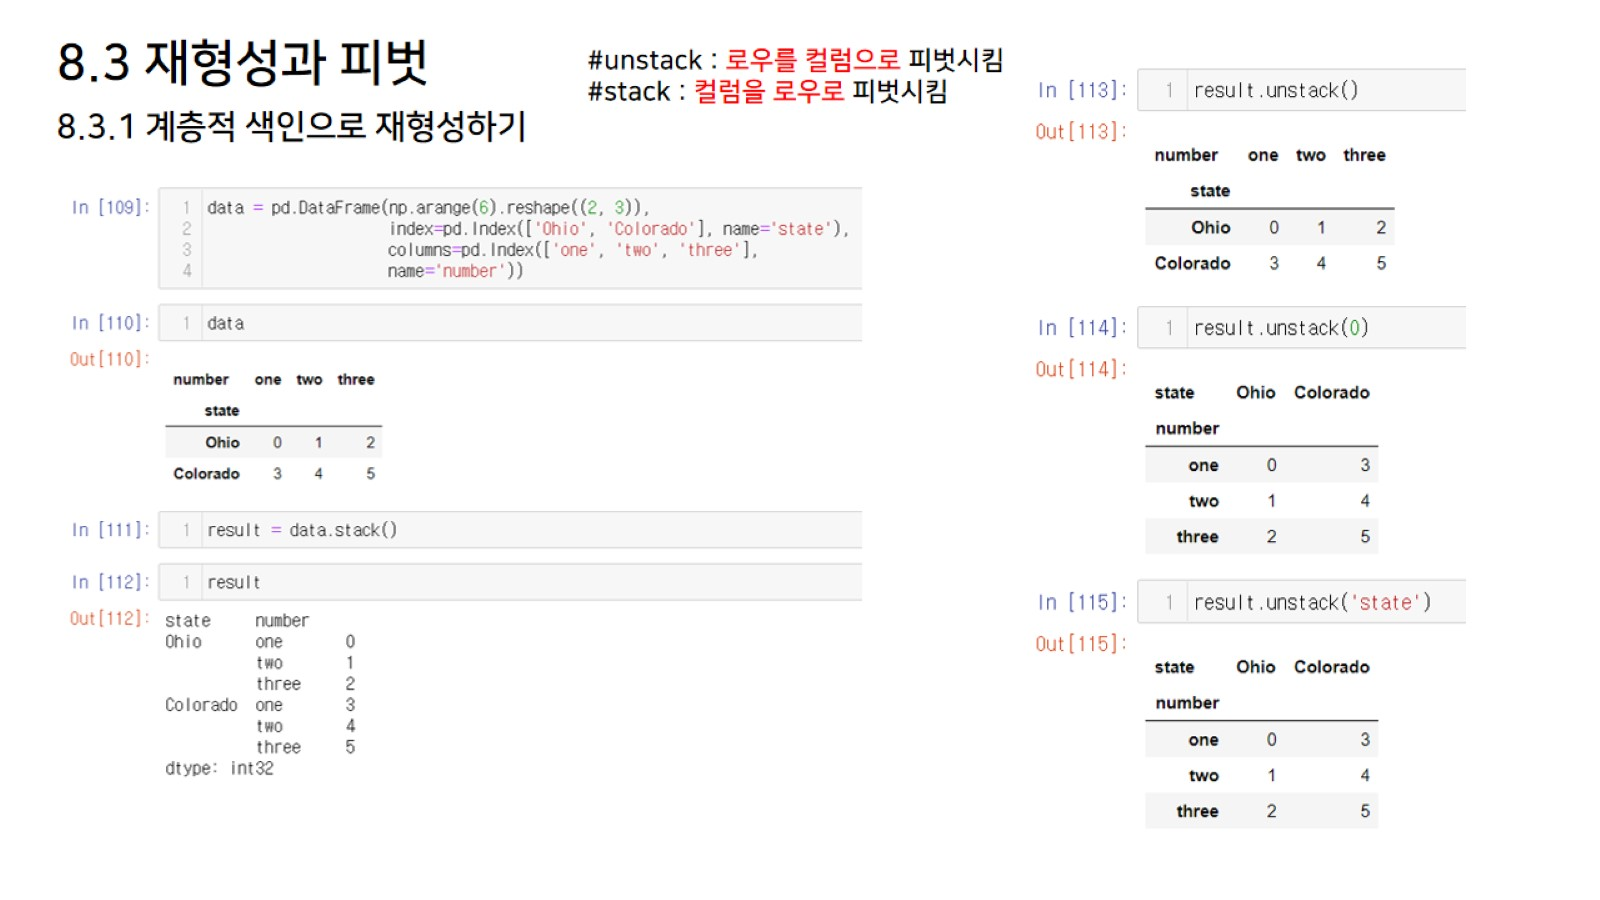 8.3 재형성과 피벗
8.3.1 계층적 색인으로 재형성하기
#unstack : 로우를 컬럼으로 피벗시킴
#stack : 컬럼을 로우로 피벗시킴
In [109]:
1 data = pd.DataFrame(np.arange(6).reshape((2, 3)),
2 index=pd.Index(['Ohio', 'Colorado'], name='state'),
3 columns=pd.Index(['one', 'two', 'three'],
4 name='number'))
In [110]: 1 data
Out[110]:
number one two three
state
Ohio 0 1 2
Colorado 3 4 5
In [111]: 1 result = data.stack()
In [112]: 1 result
Out[112]: state number
Ohio one 0
two 1
three 2
Colorado one 3
two 4
three 5
dtype: int32
In [113]: 1 result.unstack()
Out[113]:
number one two three
state
Ohio 0 1 2
Colorado 3 4 5
In [114]: 1 result.unstack(0)
Out[114]:
state Ohio Colorado
number
one 0 3
two 1 4
three 2 5
In [115]: 1 result.unstack('state')
Out[115]:
state Ohio Colorado
number
one 0 3
two 1 4
three 2 5